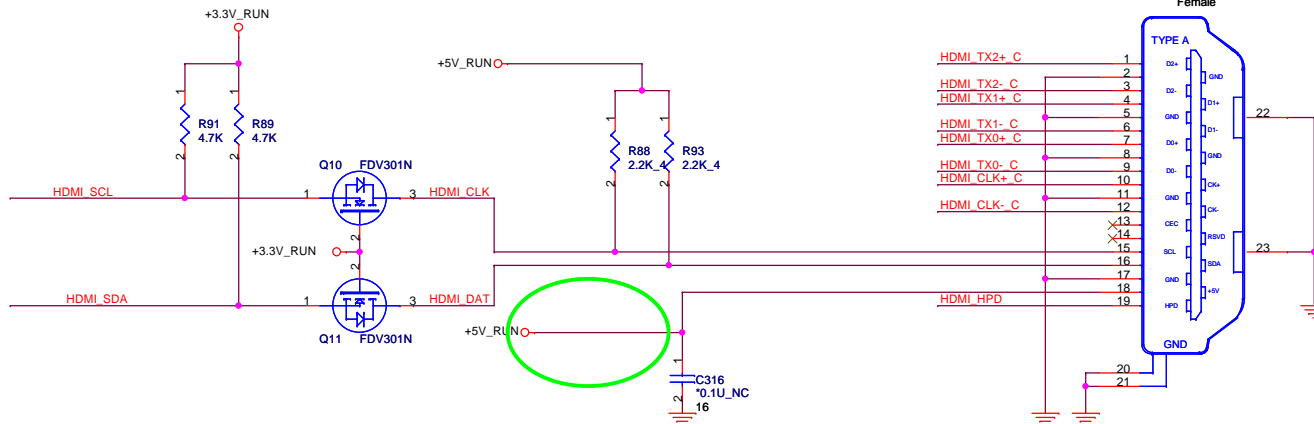 Female
+3.3V_RUN
TYPE A
+5V_RUN
HDMI_TX2+_C
1
D2+
2
GND
HDMI_TX2-_C
3
D2-
HDMI_TX1+_C
4
D1+
5
GND
22
HDMI_TX1-_C
6
D1-
HDMI_TX0+_C
7
D0+
8
GND
HDMI_TX0-_C
9
D0-
HDMI_CLK+_C
10
CK+
11
GND
HDMI_CLK-_C
12
CK-
13
CEC
14
RSVD
15
SCL
23
16
SDA
17
GND
18
+5V
HDMI_HPD
19
HPD
GND
20
21
1
1
R91
4.7K
R89
4.7K
2
2
1
1
R88
2.2K_4
R93
2.2K_4
2
2
Q10
FDV301N
HDMI_SCL
1
3
HDMI_CLK
2
+3.3V_RUN
2
HDMI_SDA
1
3
HDMI_DAT
Q11
FDV301N
+5V_RUN
1
C316
*0.1U_NC
2
16